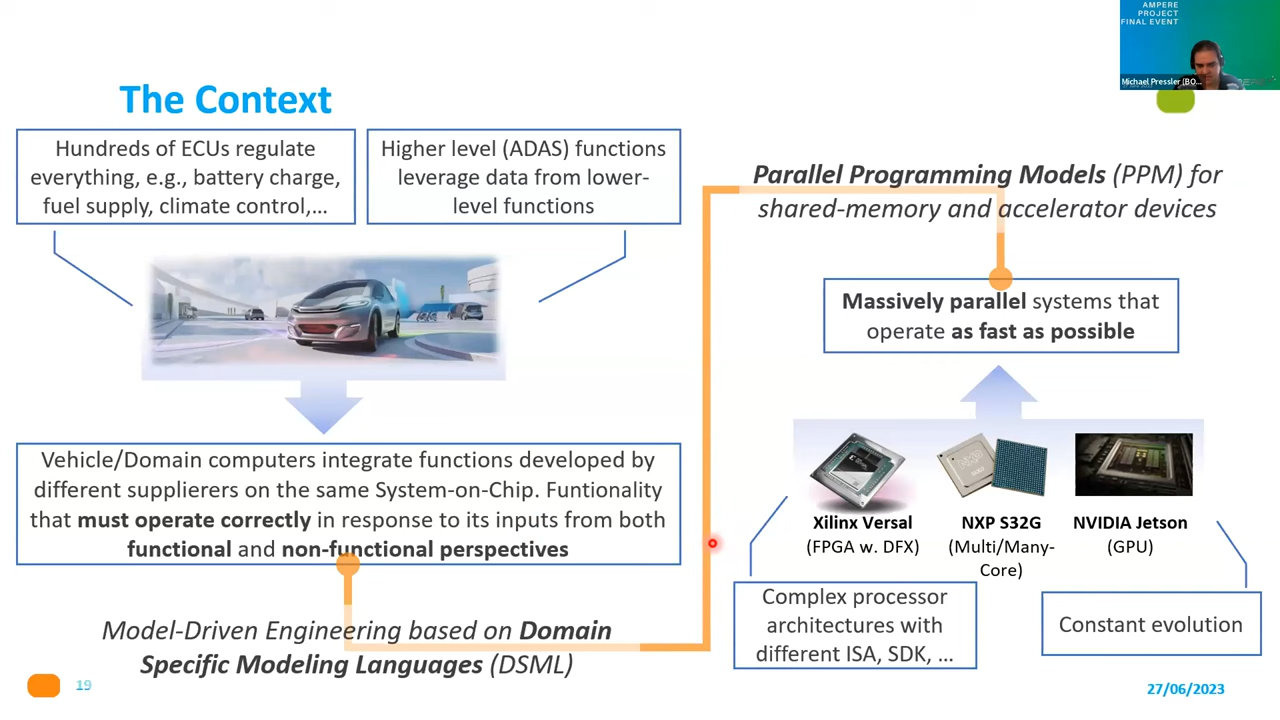 AMPERE
PROJECT
FINAL EVENT
Michael Pressler (BO...
The Context
Hundreds of ECUs regulate
everything, e.g., battery charge,
fuel supply, climate control,...
Higher level (ADAS) functions
leverage data from lower-
level functions
Vehicle/Domain computers integrate functions developed by
different supplierers on the same System-on-Chip. Funtionality
that must operate correctly in response to its inputs from both
functional and non-functional perspectives
Model-Driven Engineering based on Domain
Specific Modeling Languages (DSML)
Parallel Programming Models (PPM) for
shared-memory and accelerator devices
Massively parallel systems that
operate as fast as possible
Xilinx Versal
(FPGA w. DFX)
NXP S32G
(Multi/Many-
Core)
NVIDIA Jetson
(GPU)
Complex processor
architectures with
different ISA, SDK, ...
Constant evolution
19
27/06/2023